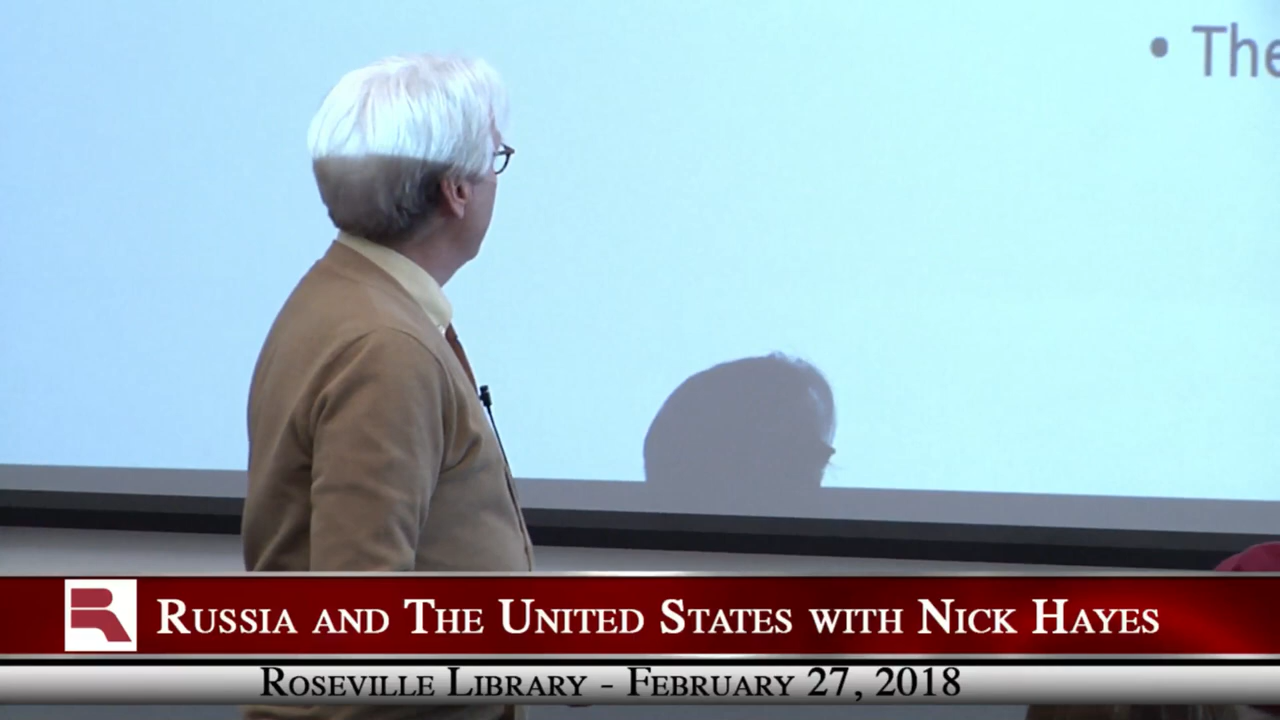 • The
Russia and The United States with Nick Hayes
Roseville Library - February 27, 2018